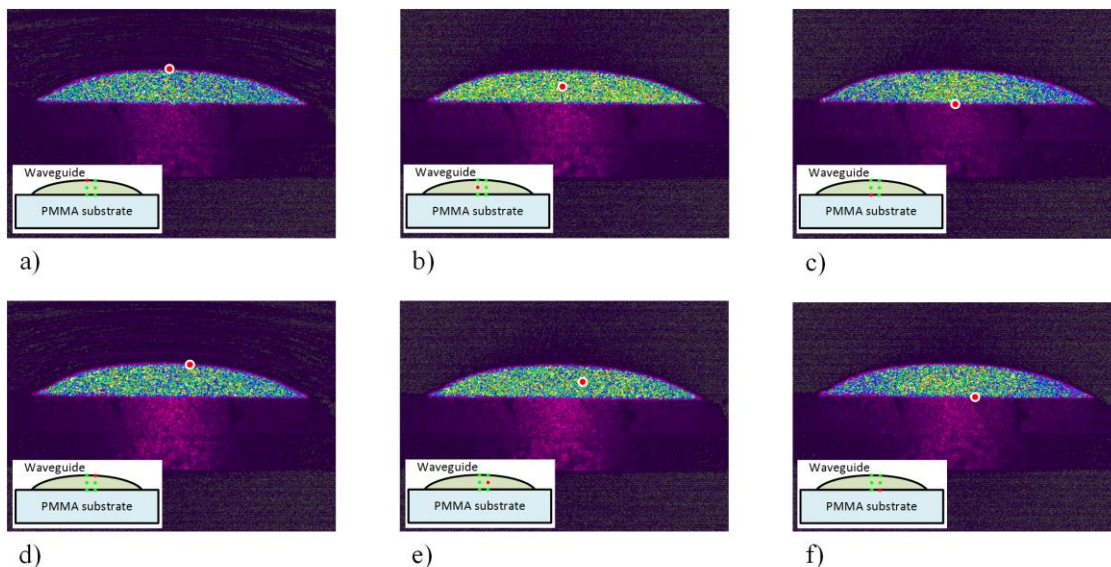 Waveguide
PMMA substrate
a)
Waveguide
PMMA substrate
b)
Waveguide
PMMA substrate
c)
Waveguide
PMMA substrate
d)
Waveguide
PMMA substrate
e)
Waveguide
PMMA substrate
f)